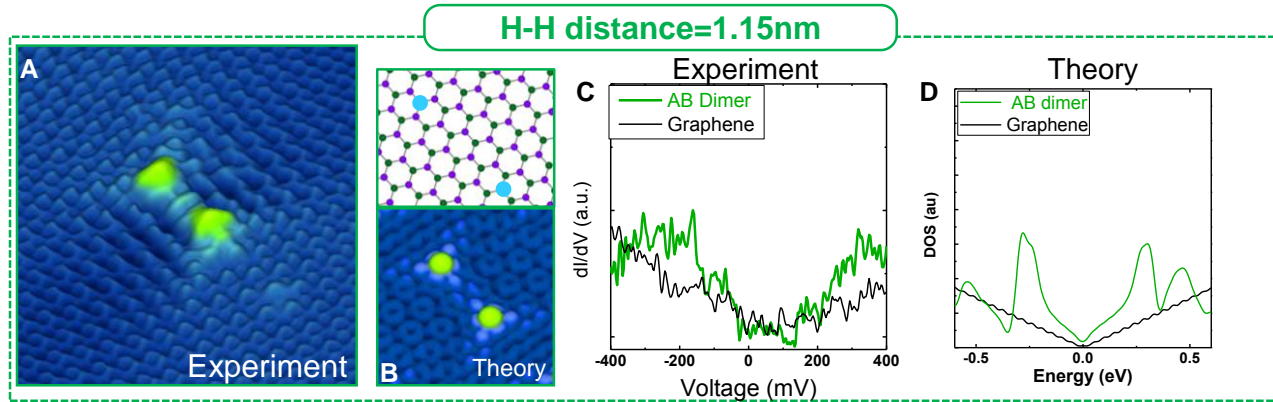 H-H distance=1.15nm
A
Experiment
B
Theory
Experiment
C
AB Dimer
Graphene
dI/dV (a.u.)
-400
-200
0
200
400
Voltage (mV)
Theory
D
AB dimer
Graphene
DOS (au)
-0.5
0.0
0.5
Energy (eV)